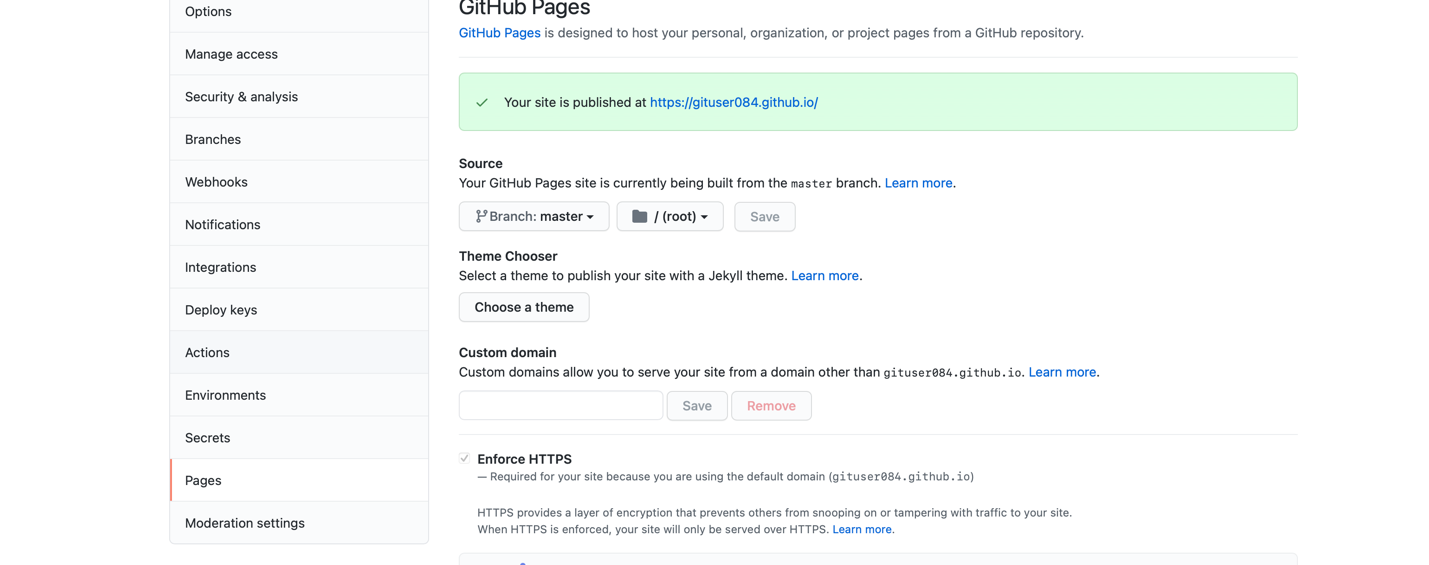 Options
Manage access
Security & analysis
Branches
Webhooks
Notifications
Integrations
Deploy keys
Actions
Environments
Secrets
Pages
Moderation settings
GitHub Pages
GitHub Pages is designed to host your personal, organization, or project pages from a GitHub repository.
Your site is published at https://gituser084.github.io/
Source
Your GitHub Pages site is currently being built from the master branch. Learn more.
Branch: master / (root) Save
Theme Chooser
Select a theme to publish your site with a Jekyll theme. Learn more.
Choose a theme
Custom domain
Custom domains allow you to serve your site from a domain other than gituser084.github.io. Learn more.
Save Remove
Enforce HTTPS
— Required for your site because you are using the default domain (gituser084.github.io)
HTTPS provides a layer of encryption that prevents others from snooping on or tampering with traffic to your site.
When HTTPS is enforced, your site will only be served over HTTPS. Learn more.